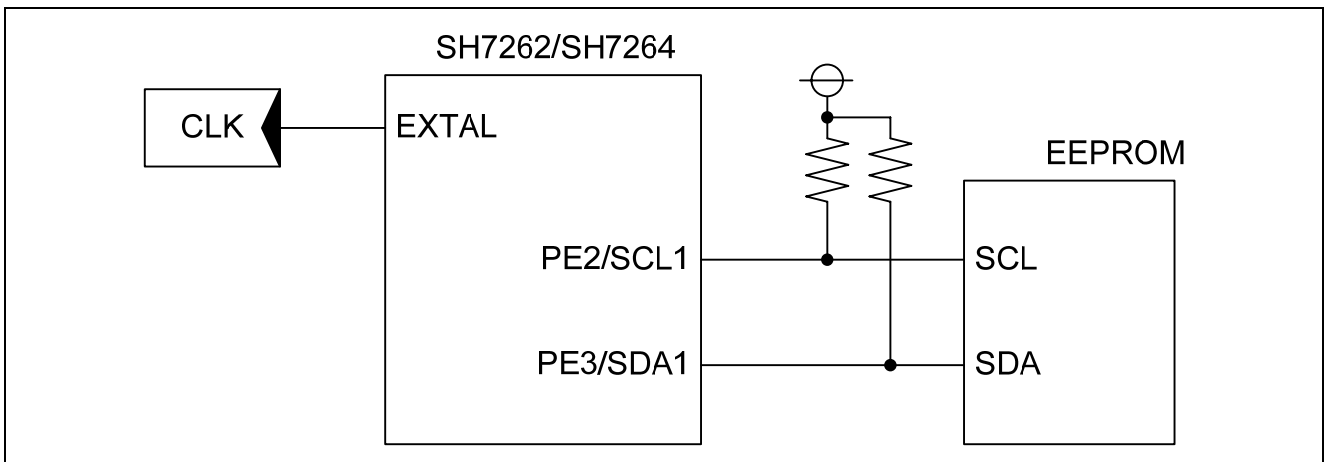 SH7262/SH7264
CLK
EXTAL
EEPROM
PE2/SCL1
SCL
PE3/SDA1
SDA